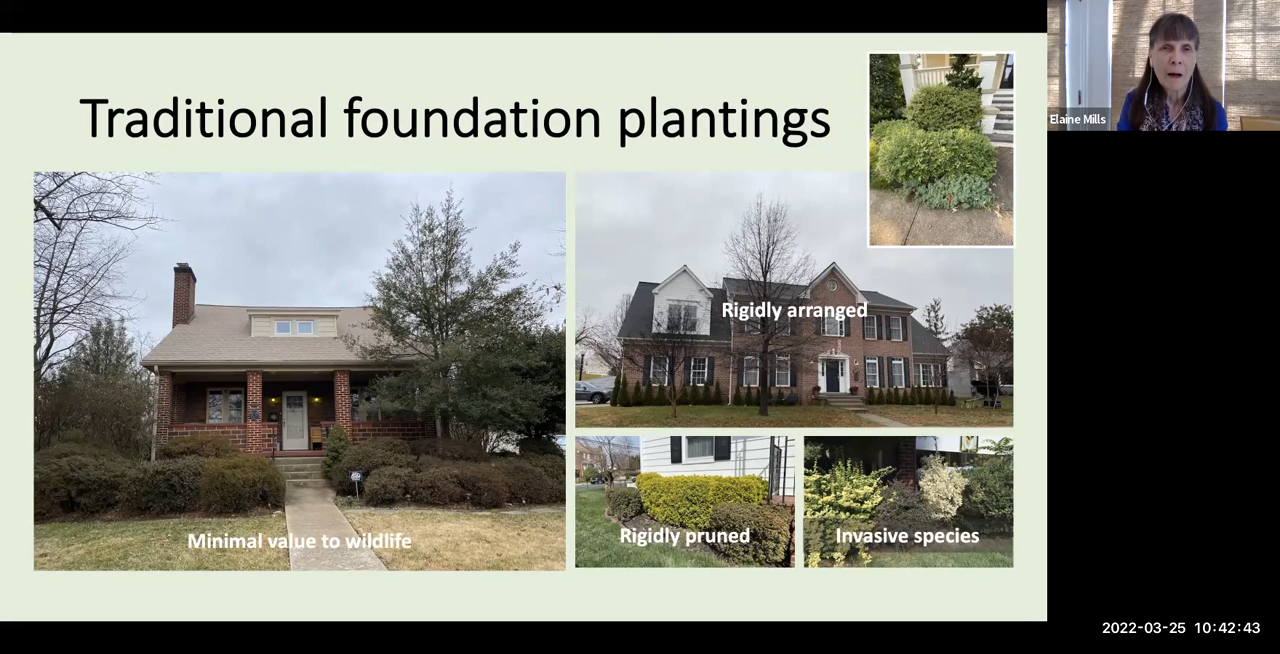 Traditional foundation plantings
Elaine Mills
Rigidly arranged
Minimal value to wildlife
Rigidly pruned
Invasive species
2022-03-25 10:42:43